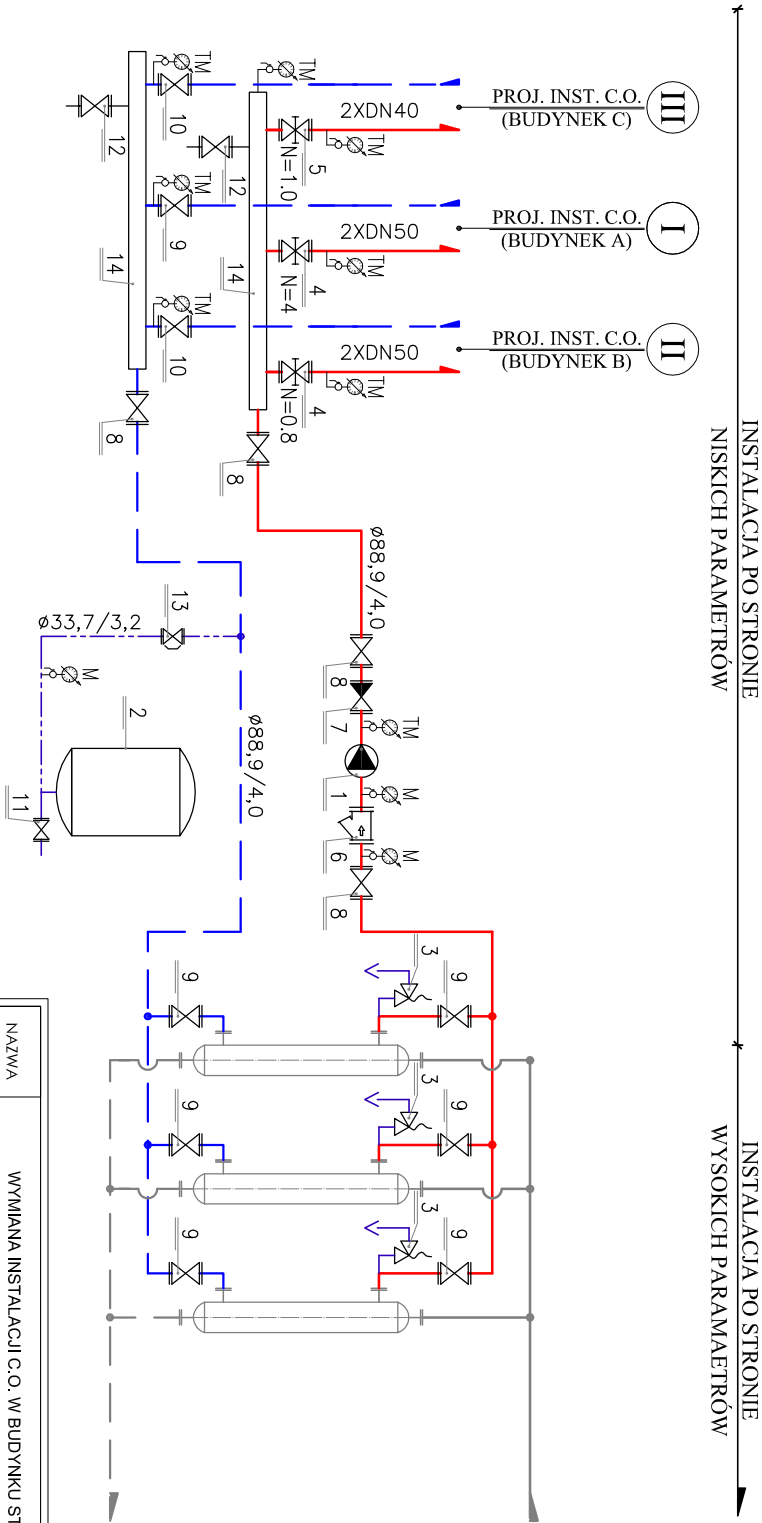 INSTALACJA PO STRONIE
NISKICH PARAMETRÓW
INSTALACJA PO STRONIE
WYSOKICH PARAMAETRÓW
III
PROJ. INST. C.O.
(BUDYNEK C)
I
PROJ. INST. C.O.
(BUDYNEK A)
II
PROJ. INST. C.O.
(BUDYNEK B)
2XDN40
2XDN50
2XDN50
TM
TM
TM
TM
5
N=1.0
4
N=4
4
N=0.8
12
14
8
TM
TM
TM
10
9
10
12
14
8
ø88,9/4,0
8
7
TM
1
M
6
M
8
ø88,9/4,0
13
ø33,7/3,2
M
2
11
3
9
3
9
3
9
9
9
9
NAZWA
WYMIANA INSTALACJI C.O. W BUDYNKU